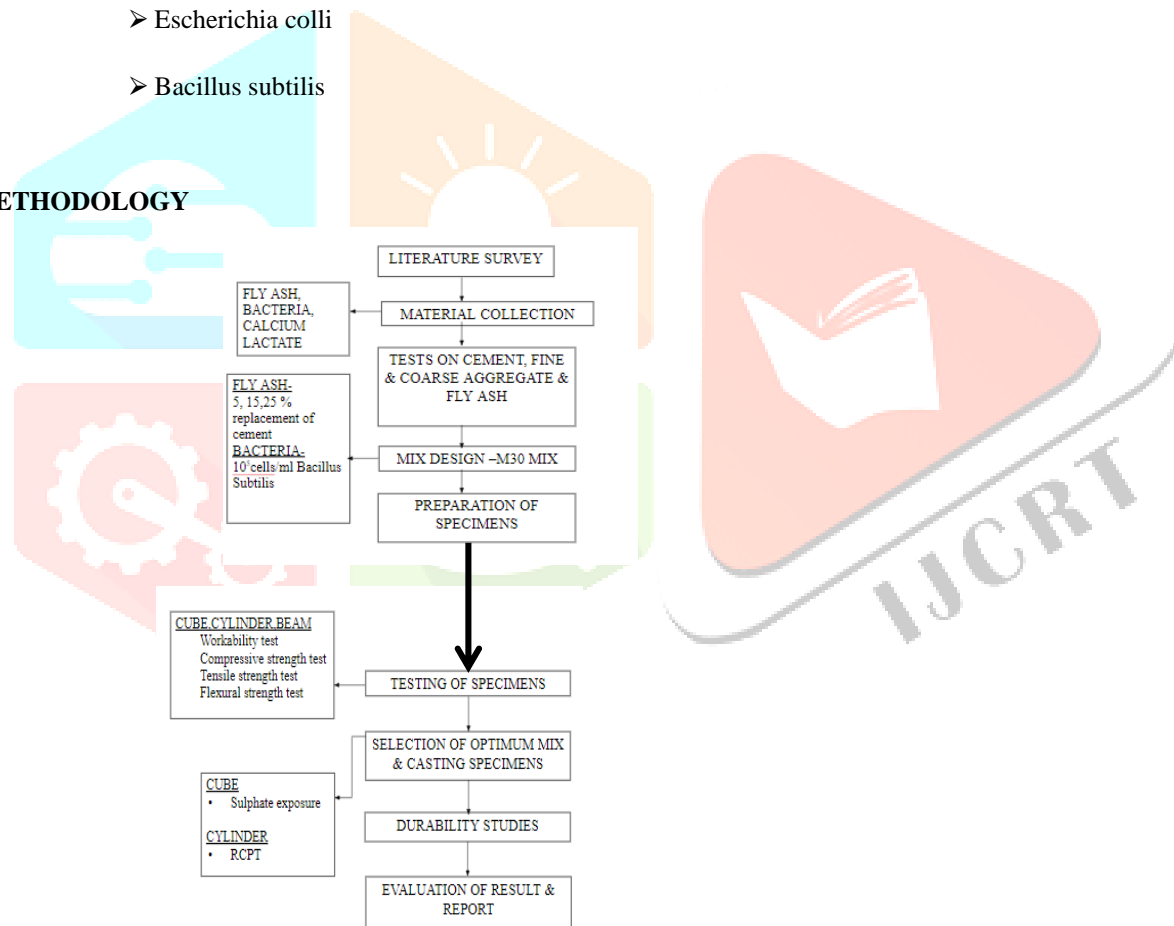 ➢ Escherichia colli
➢ Bacillus subtilis
ETHODOLOGY
LITERATURE SURVEY
FLY ASH,
BACTERIA,
CALCIUM
LACTATE
MATERIAL COLLECTION
TESTS ON CEMENT, FINE
& COARSE AGGREGATE &
FLY ASH
FLY ASH-
5, 15,25 %
replacement of
cement
BACTERIA-
10⁵cells/ml Bacillus
Subtilis
MIX DESIGN –M30 MIX
PREPARATION OF
SPECIMENS
CUBE,CYLINDER,BEAM
Workability test
Compressive strength test
Tensile strength test
Flexural strength test
TESTING OF SPECIMENS
SELECTION OF OPTIMUM MIX
& CASTING SPECIMENS
CUBE
• Sulphate exposure
CYLINDER
• RCPT
DURABILITY STUDIES
EVALUATION OF RESULT &
REPORT
IJCRT